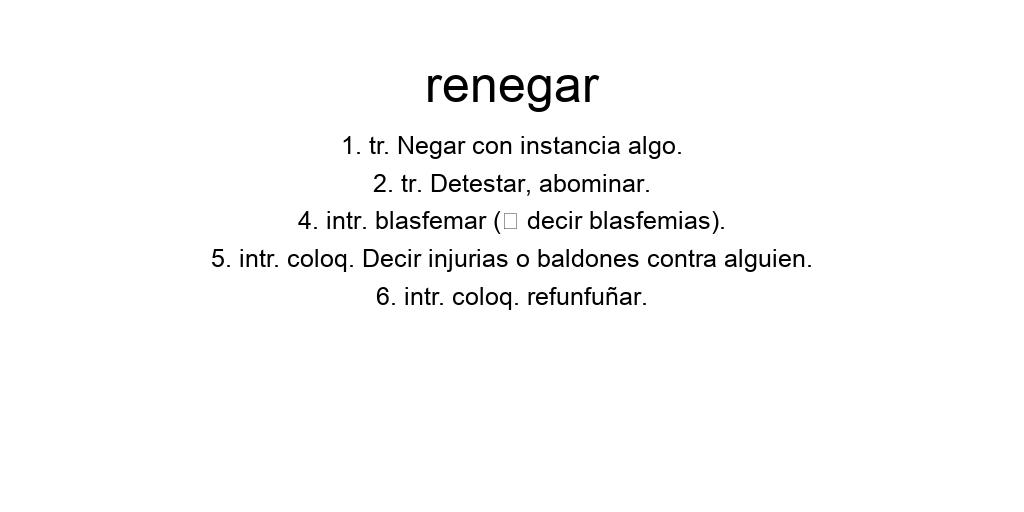 renegar
1. tr. Negar con instancia algo.
2. tr. Detestar, abominar.
4. intr. blasfemar (□ decir blasfemias).
5. intr. coloq. Decir injurias o baldones contra alguien.
6. intr. coloq. refunfuñar.